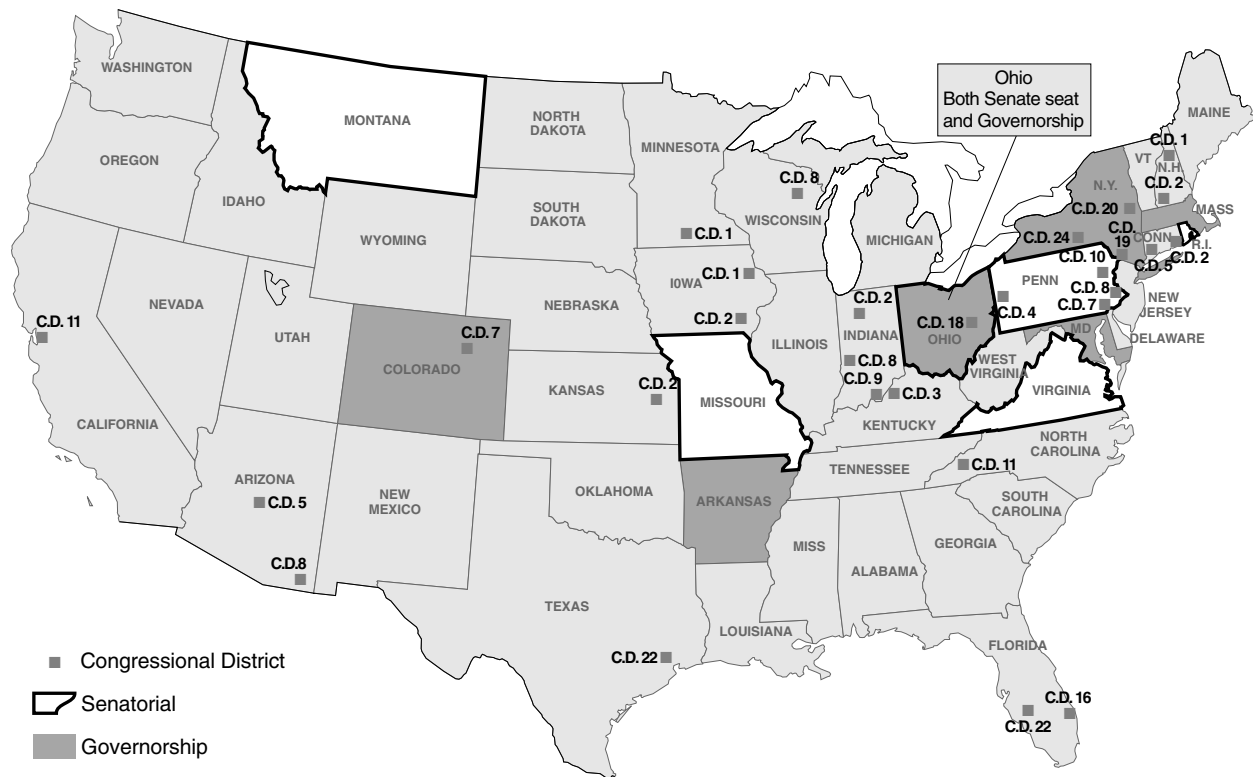 WASHINGTON
OREGON
IDAHO
MONTANA
NORTH
DAKOTA
SOUTH
DAKOTA
WYOMING
NEBRASKA
NEVADA
UTAH
COLORADO
C.D. 7
KANSAS
C.D. 2
CALIFORNIA
C.D. 11
ARIZONA
C.D. 5
C.D.8
NEW
MEXICO
OKLAHOMA
TEXAS
C.D. 22
MINNESOTA
C.D. 1
IOWA
C.D. 1
C.D. 2
MISSOURI
ARKANSAS
LOUISIANA
WISCONSIN
C.D. 8
ILLINOIS
MICHIGAN
INDIANA
C.D. 2
C.D. 8
C.D. 9
KENTUCKY
C.D. 3
TENNESSEE
MISS
ALABAMA
GEORGIA
FLORIDA
C.D. 16
C.D. 22
SOUTH
CAROLINA
NORTH
CAROLINA
C.D. 11
VIRGINIA
WEST
VIRGINIA
Ohio
Both Senate seat
and Governorship
C.D. 18
OHIO
PENN
C.D. 4
C.D. 10
C.D. 8
C.D. 7
MD
DELAWARE
NEW
JERSEY
N.Y.
C.D. 20
C.D. 24
C.D.
19
CONN
C.D. 5
C.D. 2
R.I.
MASS
VT
N.H.
C.D. 1
C.D. 2
MAINE
Congressional District
Senatorial
Governorship